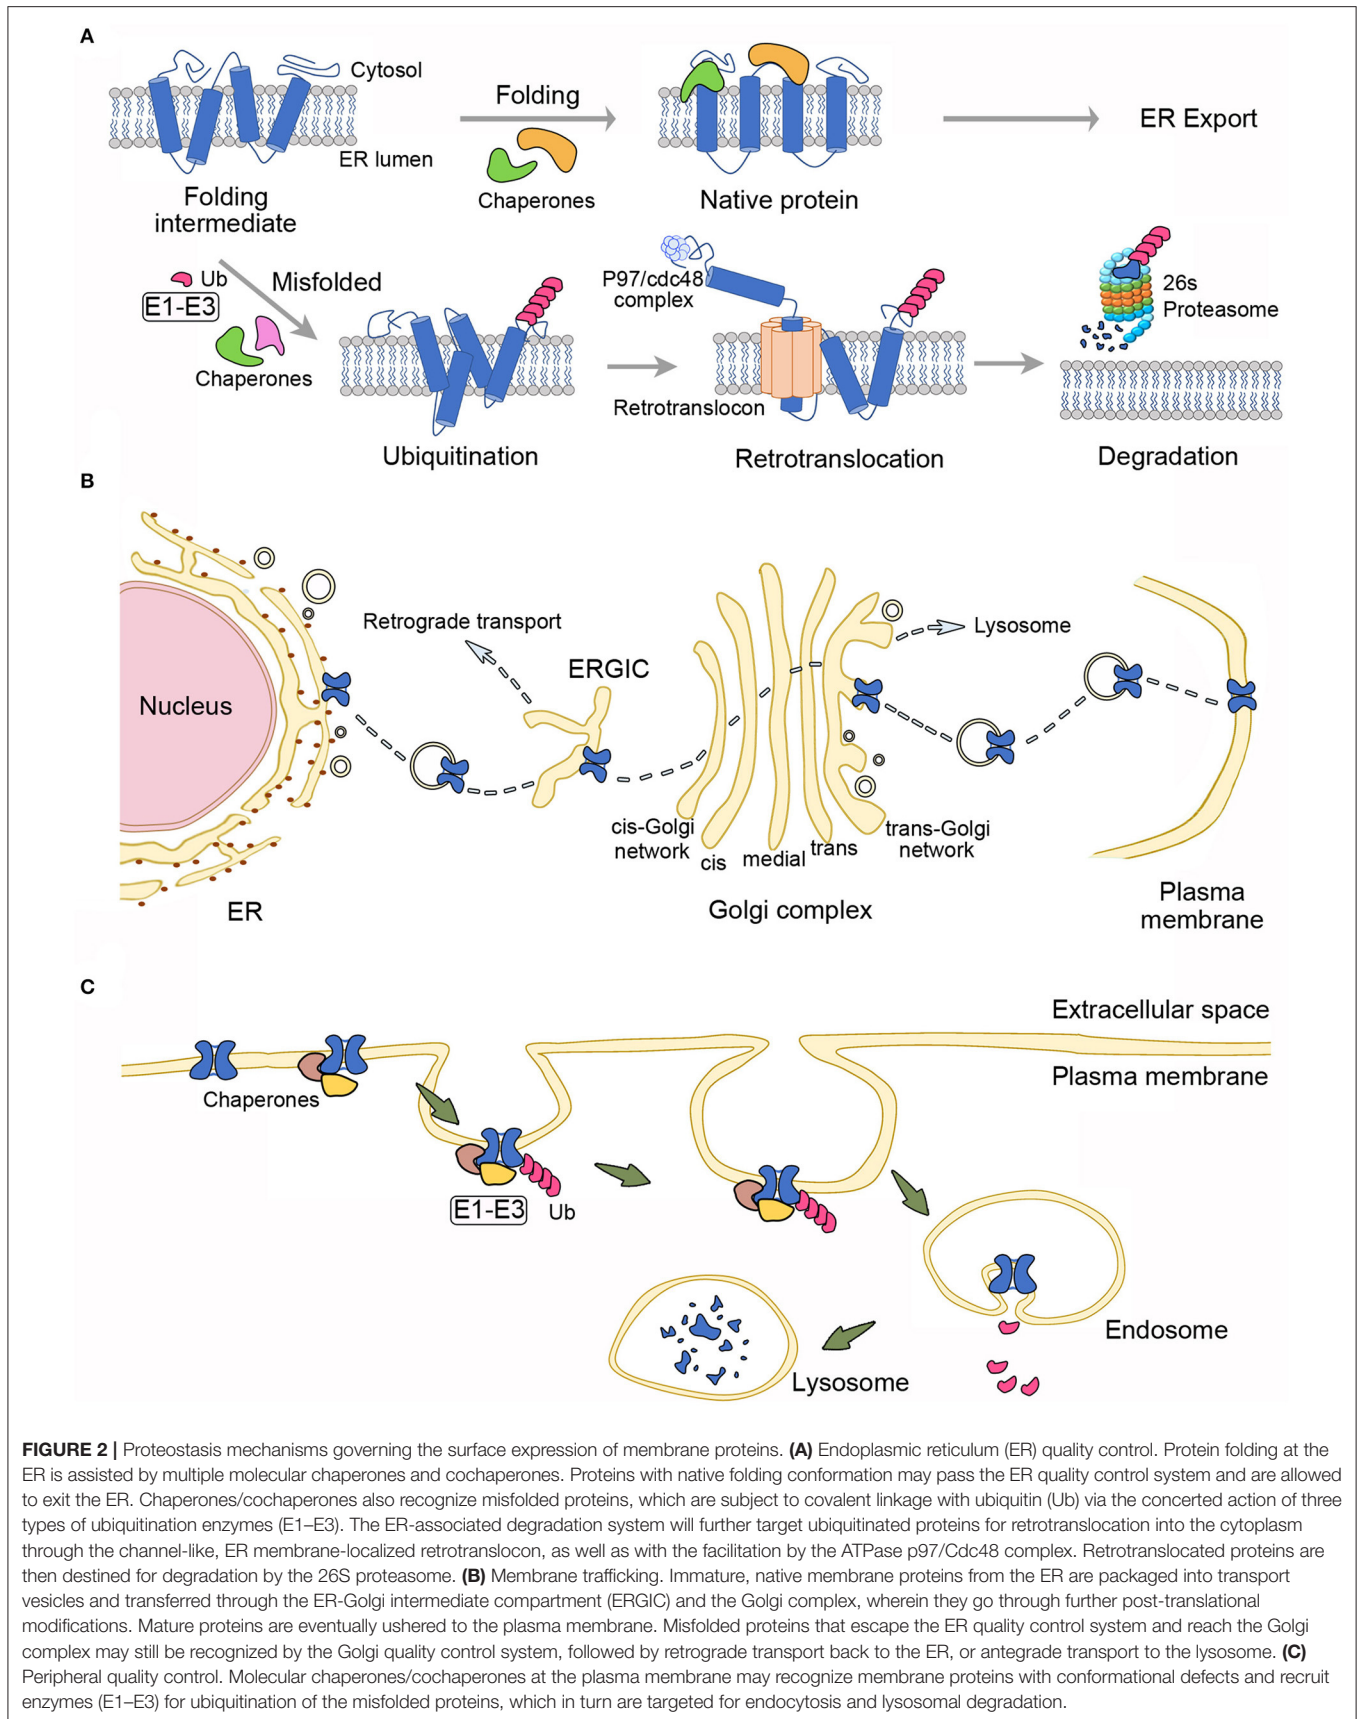 A
Cytosol
ER lumen
Folding
intermediate
Folding
Chaperones
Native protein
ER Export
Ub
E1-E3
Misfolded
Chaperones
Ubiquitination
P97/cdc48
complex
Retrotranslocon
Retrotranslocation
26s
Proteasome
Degradation
B
Nucleus
ER
Retrograde transport
ERGIC
cis-Golgi
network
cis
medial
trans
trans-Golgi
network
Golgi complex
Lysosome
Plasma
membrane
C
Extracellular space
Plasma membrane
Chaperones
E1-E3
Ub
Endosome
Lysosome
FIGURE 2 | Proteostasis mechanisms governing the surface expression of membrane proteins. (A) Endoplasmic reticulum (ER) quality control. Protein folding at the
ER is assisted by multiple molecular chaperones and cochaperones. Proteins with native folding conformation may pass the ER quality control system and are allowed
to exit the ER. Chaperones/cochaperones also recognize misfolded proteins, which are subject to covalent linkage with ubiquitin (Ub) via the concerted action of three
types of ubiquitination enzymes (E1–E3). The ER-associated degradation system will further target ubiquitinated proteins for retrotranslocation into the cytoplasm
through the channel-like, ER membrane-localized retrotranslocon, as well as with the facilitation by the ATPase p97/Cdc48 complex. Retrotranslocated proteins are
then destined for degradation by the 26S proteasome. (B) Membrane trafficking. Immature, native membrane proteins from the ER are packaged into transport
vesicles and transferred through the ER-Golgi intermediate compartment (ERGIC) and the Golgi complex, wherein they go through further post-translational
modifications. Mature proteins are eventually ushered to the plasma membrane. Misfolded proteins that escape the ER quality control system and reach the Golgi
complex may still be recognized by the Golgi quality control system, followed by retrograde transport back to the ER, or antegrade transport to the lysosome. (C)
Peripheral quality control. Molecular chaperones/cochaperones at the plasma membrane may recognize membrane proteins with conformational defects and recruit
enzymes (E1–E3) for ubiquitination of the misfolded proteins, which in turn are targeted for endocytosis and lysosomal degradation.